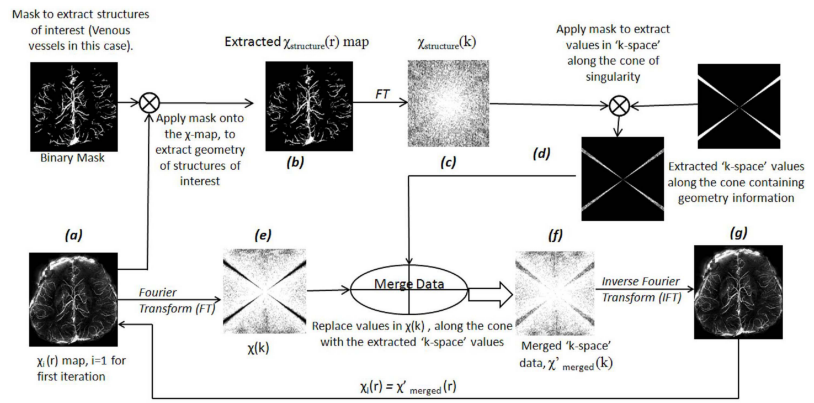 Mask to extract structures
of interest (Venous
vessels in this case).
Binary Mask
Apply mask onto
the χ-map, to
extract geometry
of structures of
interest
Extracted χstructure(r) map
(b)
FT
χstructure(k)
(c)
Apply mask to extract
values in ‘k-space’
along the cone of
singularity
(d)
Extracted ‘k-space’ values
along the cone containing
geometry information
(a)
χi(r) map, i=1 for
first iteration
Fourier
Transform (FT)
(e)
χ(k)
Merge Data
Replace values in χ(k) , along the cone
with the extracted ‘k-space’ values
(f)
Merged ‘k-space’
data, χ’merged(k)
Inverse Fourier
Transform (IFT)
(g)
χi(r) = χ’merged(r)